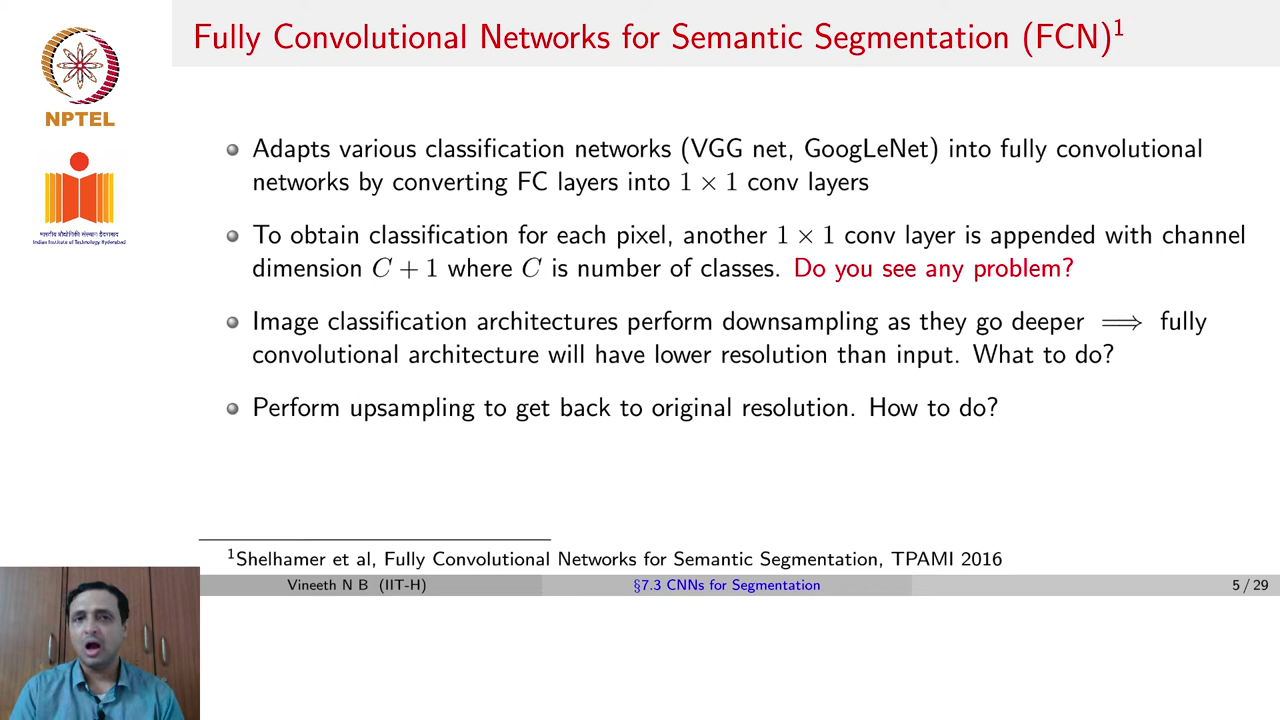 Fully Convolutional Networks for Semantic Segmentation (FCN)¹
NPTEL
भारतीय प्रौद्योगिकी संस्थान हैदराबाद
Indian Institute of Technology Hyderabad
Adapts various classification networks (VGG net, GoogLeNet) into fully convolutional
networks by converting FC layers into 1 × 1 conv layers
To obtain classification for each pixel, another 1 × 1 conv layer is appended with channel
dimension C + 1 where C is number of classes. Do you see any problem?
Image classification architectures perform downsampling as they go deeper ⟹ fully
convolutional architecture will have lower resolution than input. What to do?
Perform upsampling to get back to original resolution. How to do?
¹Shelhamer et al, Fully Convolutional Networks for Semantic Segmentation, TPAMI 2016
Vineeth N B (IIT-H)
§7.3 CNNs for Segmentation
5 / 29